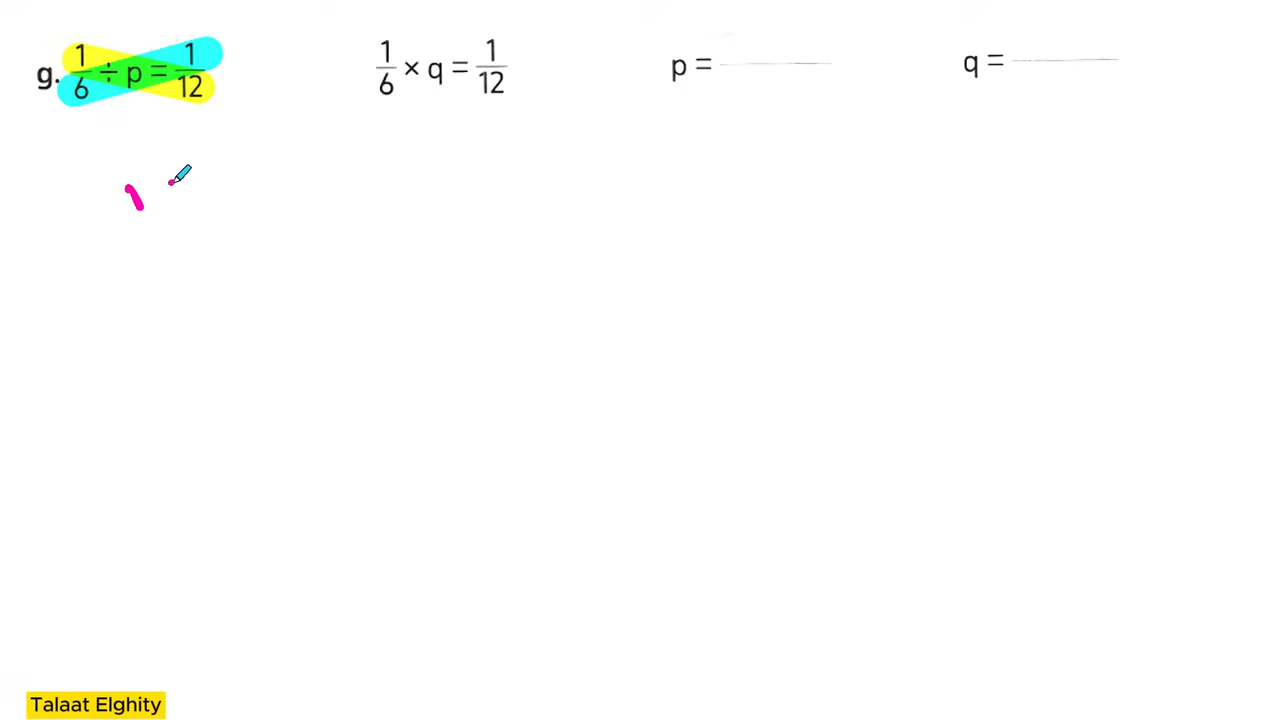 g. 1/6 ÷ p = 1/12 1/6 × q = 1/12 p = q =
Talaat Elghity